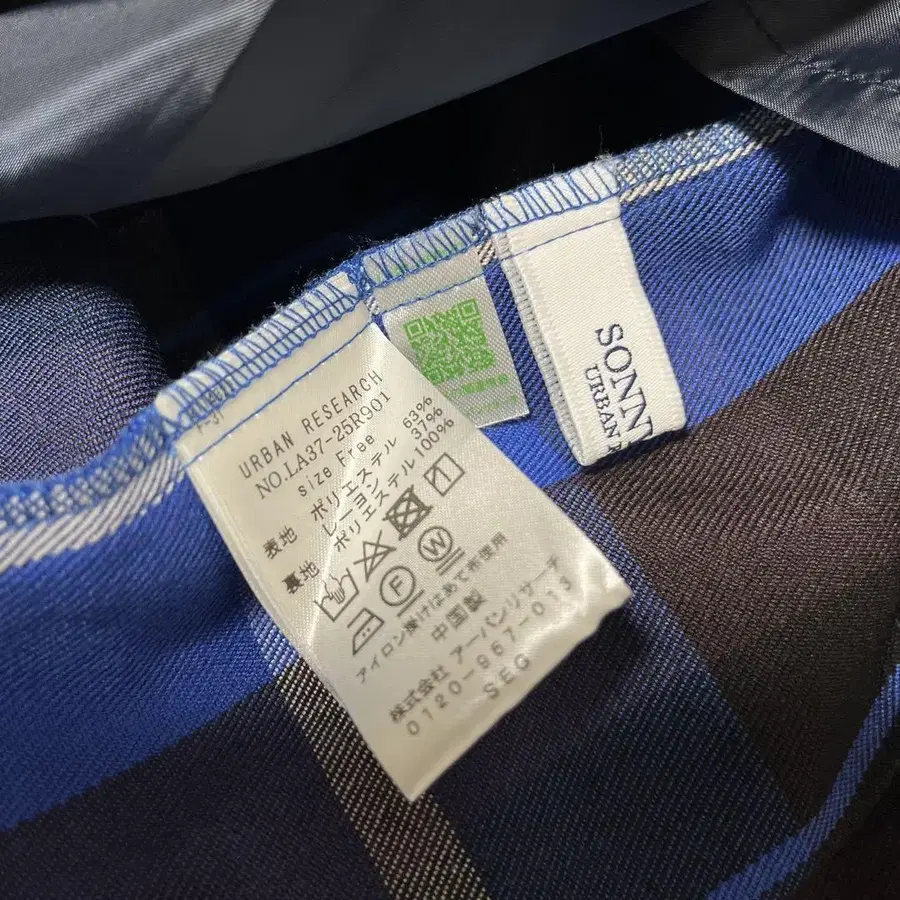 URBAN RESEARCH
NO.LA37-25R901
size Free
表地 ポリエステル 63%
レーヨン 37%
裏地 ポリエステル 100%
F
W
アイロン掛けはあて布使用
中国製
株式会社 アーバンリサーチ
0120-967-013
SEG
SONN
URBAN